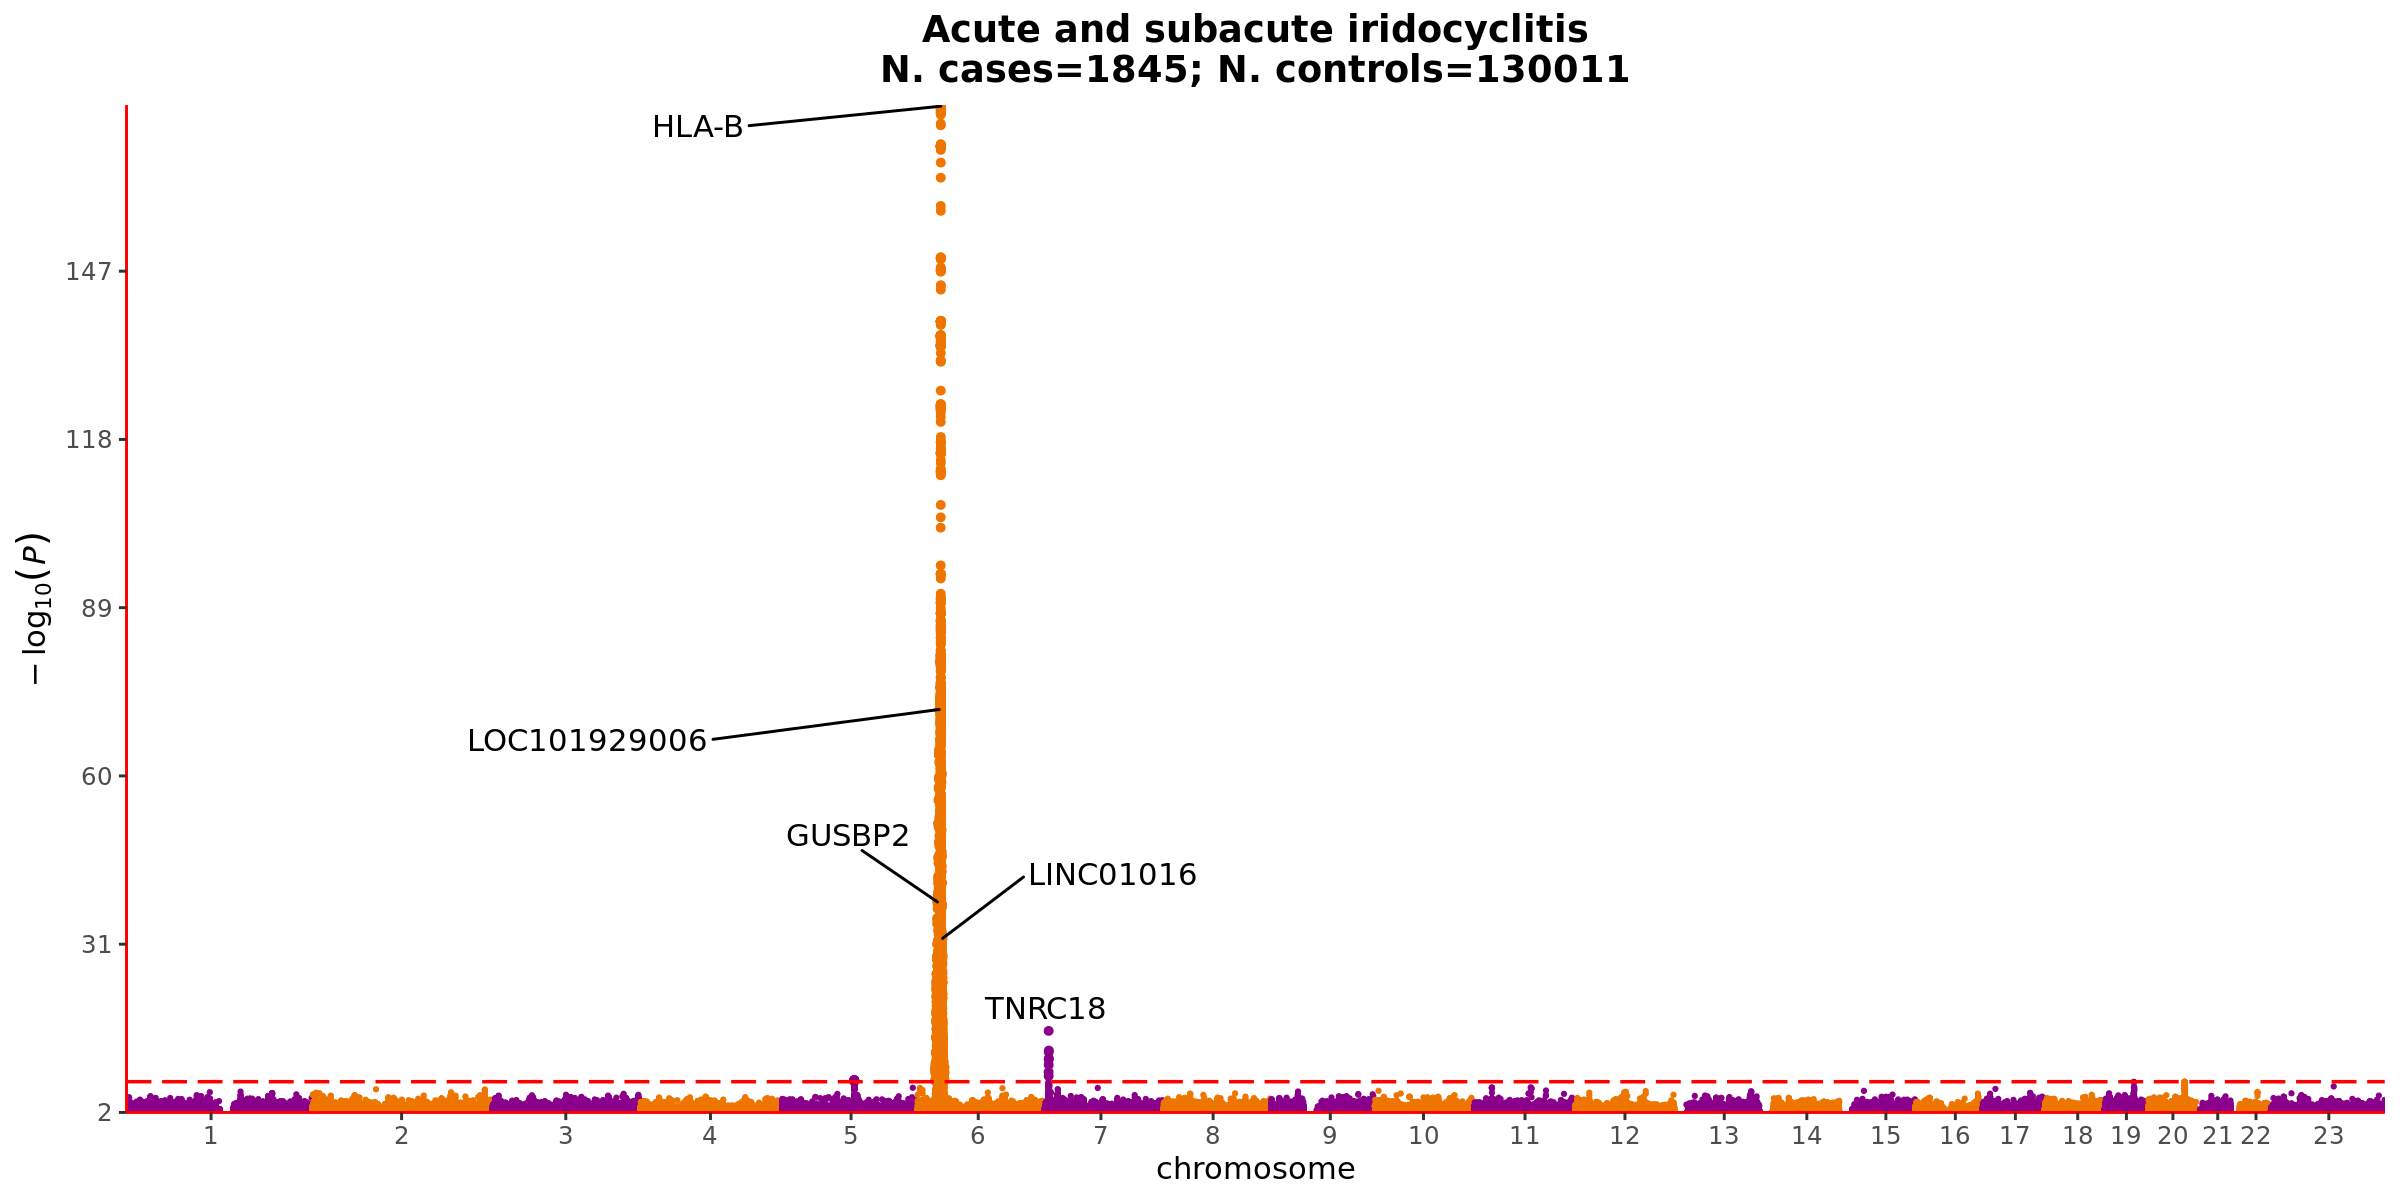 Acute and subacute iridocyclitis
N. cases=1845; N. controls=130011
HLA-B
147
118
− log₁₀(P)
89
LOC101929006
60
GUSBP2
LINC01016
31
TNRC18
2
1 2 3 4 5 6 7 8 9 10 11 12 13 14 15 16 17 18 19 20 21 22 23
chromosome